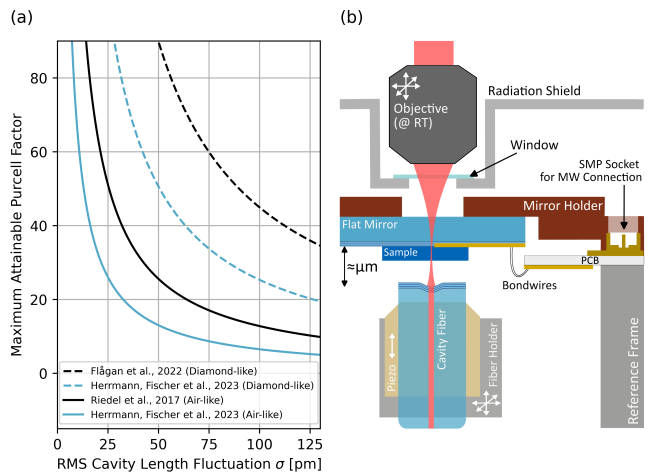 (a)
Maximum Attainable Purcell Factor
80
60
40
20
0
Flågan et al., 2022 (Diamond-like)
Herrmann, Fischer et al., 2023 (Diamond-like)
Riedel et al., 2017 (Air-like)
Herrmann, Fischer et al., 2023 (Air-like)
0 25 50 75 100 125
RMS Cavity Length Fluctuation σ [pm]
(b)
Radiation Shield
Objective
(@ RT)
Window
SMP Socket
for MW Connection
Mirror Holder
Flat Mirror
Sample
PCB
≈μm
Bondwires
Piezo
Cavity Fiber
Fiber Holder
Reference Frame